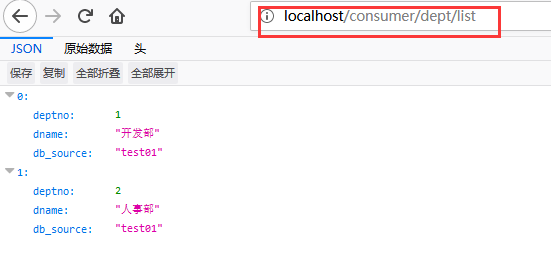 localhost/consumer/dept/list
JSON 原始数据 头
保存 复制 全部折叠 全部展开
0:
deptno: 1
dname: "开发部"
db_source: "test01"
1:
deptno: 2
dname: "人事部"
db_source: "test01"